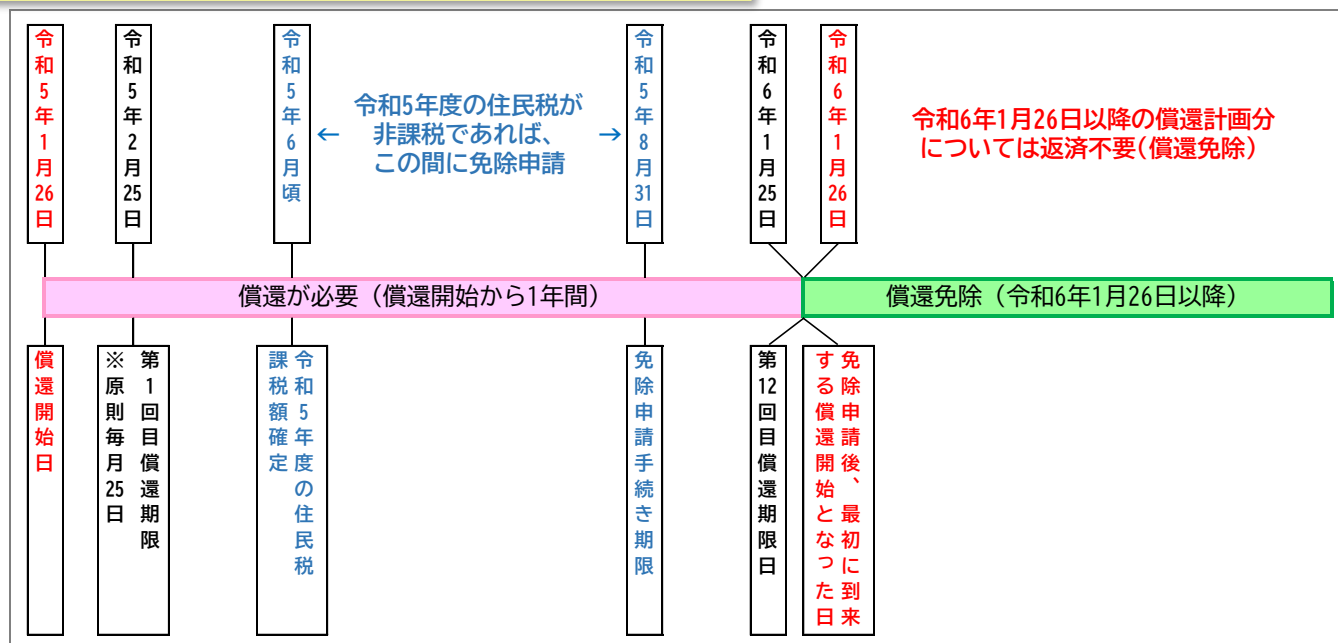 令和5年1月26日
令和5年2月25日
令和5年6月頃
←
令和5年度の住民税が
非課税であれば、
この間に免除申請
→
令和5年8月31日
令和6年1月25日
令和6年1月26日
令和6年1月26日以降の償還計画分
については返済不要(償還免除)
償還が必要（償還開始から1年間）
償還免除（令和6年1月26日以降）
償還開始日
第1回目償還期限
※原則毎月25日
令和5年度の住民税
課税額確定
免除申請手続き期限
第12回目償還期限日
免除申請後、最初に到来
する償還開始となった日